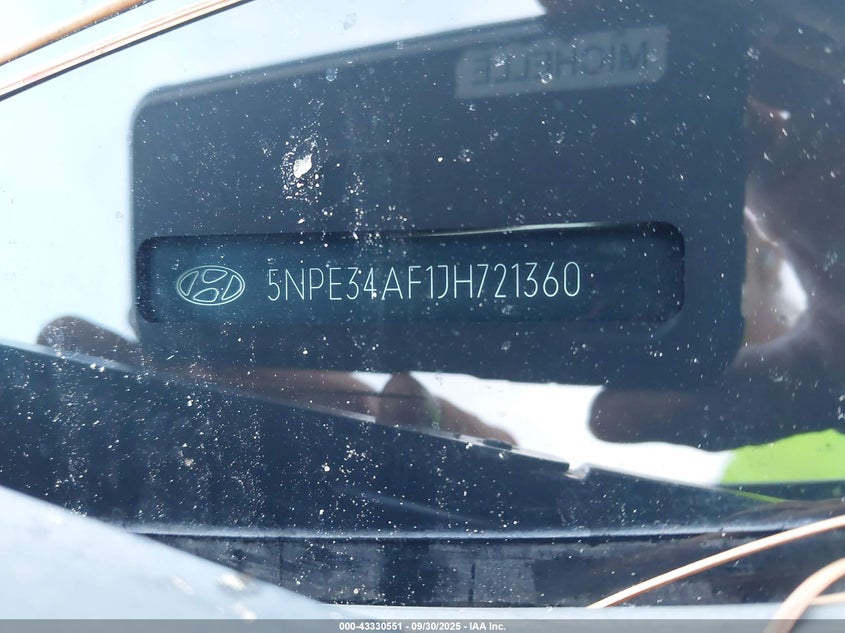 MICHELLE
5NPE34AF1JH721360
000-43330551 - 09/30/2025 - IAA Inc.